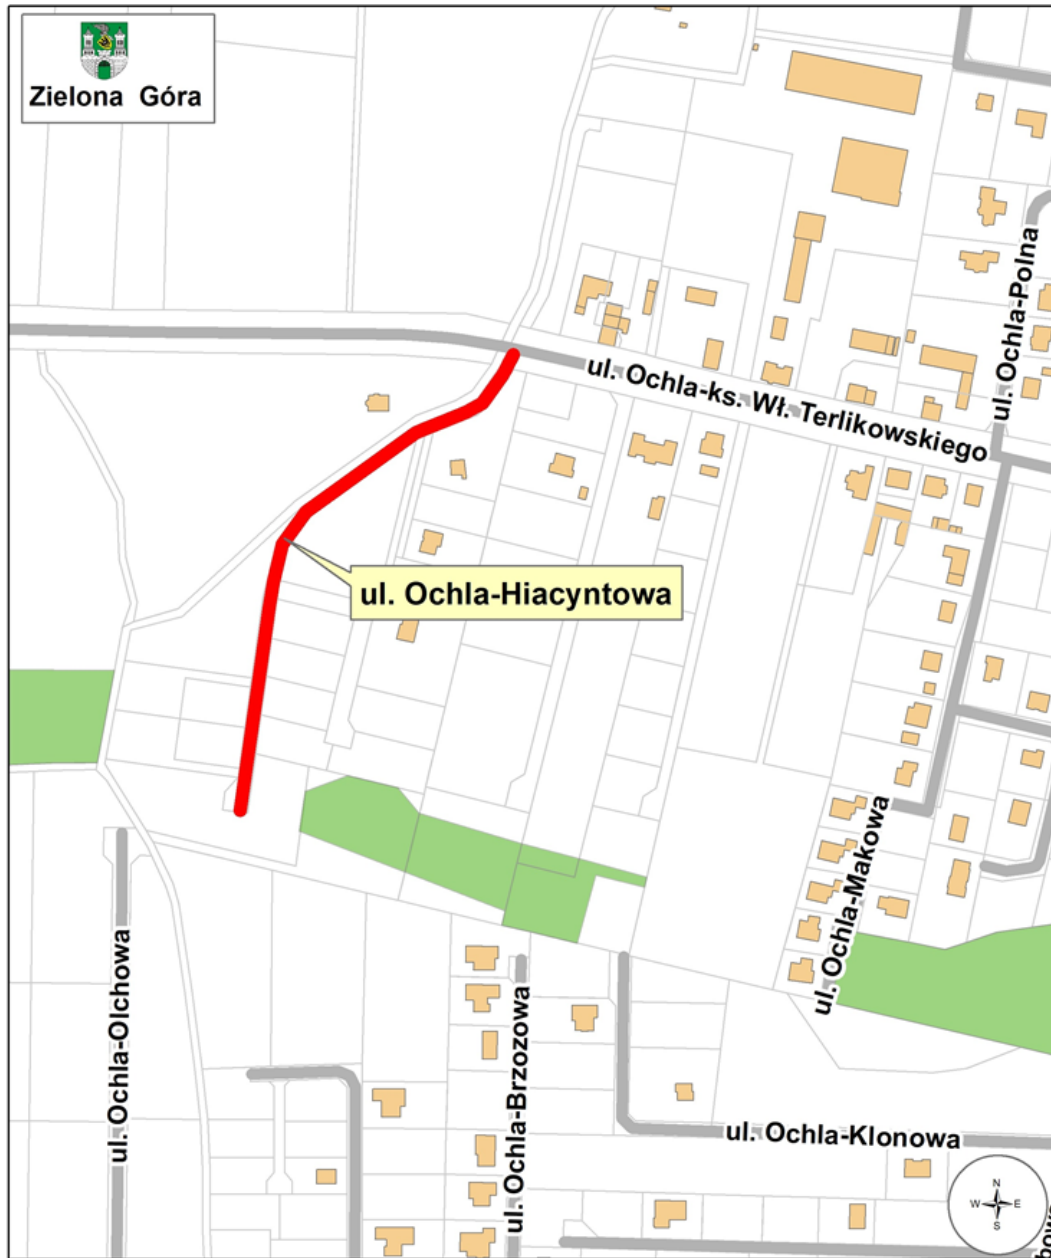 Zielona Góra
ul. Ochla-Polna
ul. Ochla-ks. Wł. Terlikowskiego
ul. Ochla-Hiacyntowa
ul. Ochla-Makowa
ul. Ochla-Olchowa
ul. Ochla-Brzozowa
ul. Ochla-Klonowa
N
W E
S